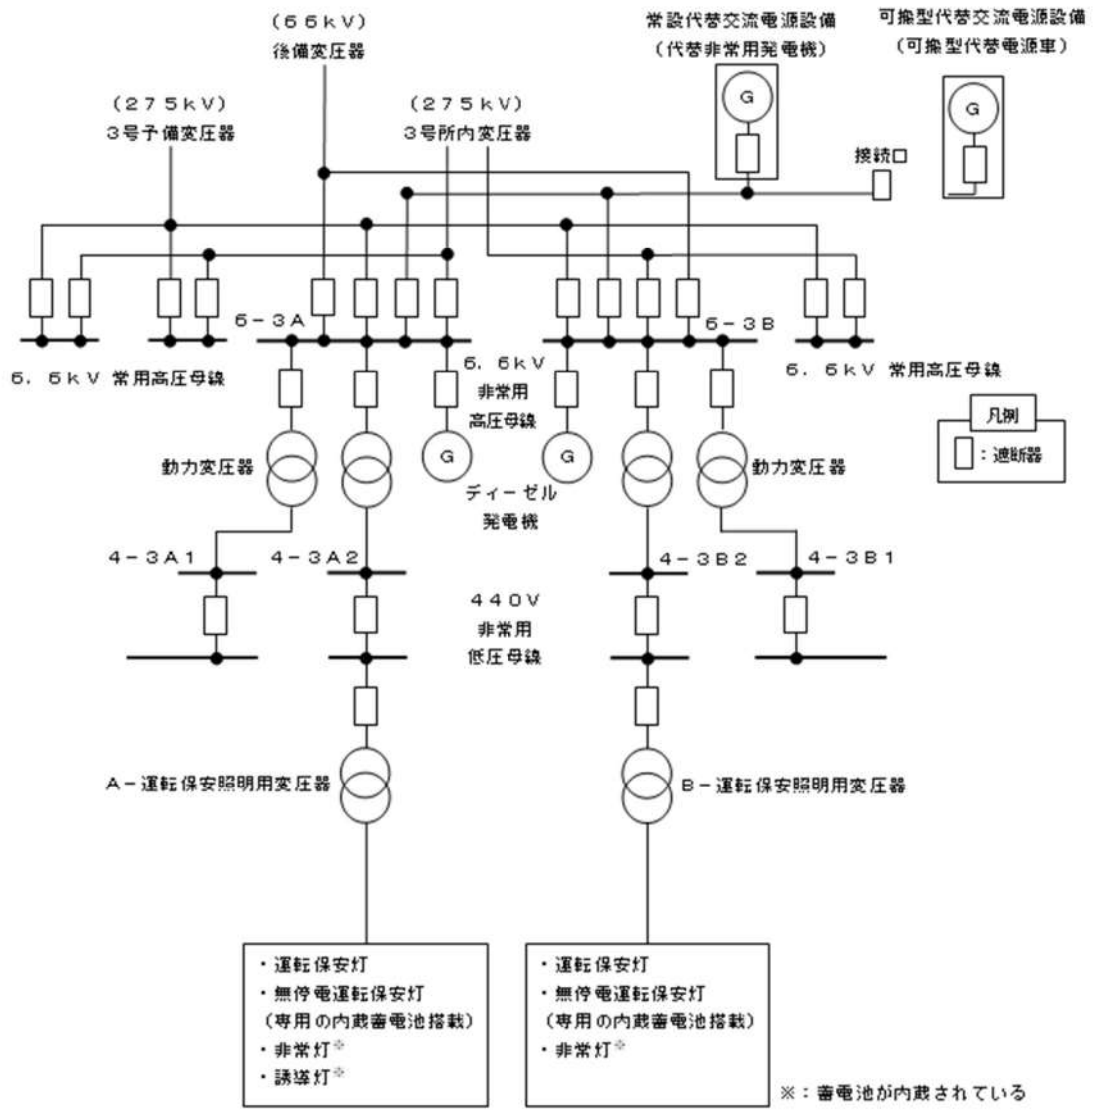 (66kV)
後備変圧器
常設代替交流電源設備
(代替非常用発電機)
可搬型代替交流電源設備
(可搬型代替電源車)
(275kV)
3号予備変圧器
(275kV)
3号所内変圧器
G
G
接続口
6-3A
6-3B
6.6kV 常用高圧母線
6.6kV
非常用
高圧母線
6.6kV 常用高圧母線
凡例
:遮断器
動力変圧器
G
G
動力変圧器
ディーゼル
発電機
4-3A1
4-3A2
4-3B2
4-3B1
440V
非常用
低圧母線
A-運転保安照明用変圧器
B-運転保安照明用変圧器
・運転保安灯
・無停電運転保安灯
(専用の内蔵蓄電池搭載)
・非常灯※
・誘導灯※
・運転保安灯
・無停電運転保安灯
(専用の内蔵蓄電池搭載)
・非常灯※
※:蓄電池が内蔵されている